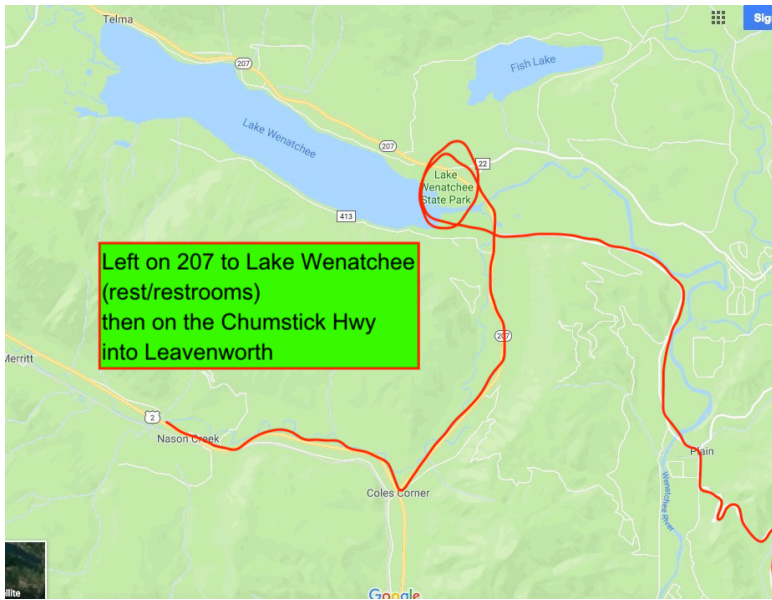 Telma
Sig
207
Fish Lake
Lake Wenatchee
207
22
Lake
Wenatchee
State Park
413
Left on 207 to Lake Wenatchee
(rest/restrooms)
then on the Chumstick Hwy
into Leavenworth
207
Merritt
2
Nason Creek
Plain
Coles Corner
Wenatchee River
Google
llite